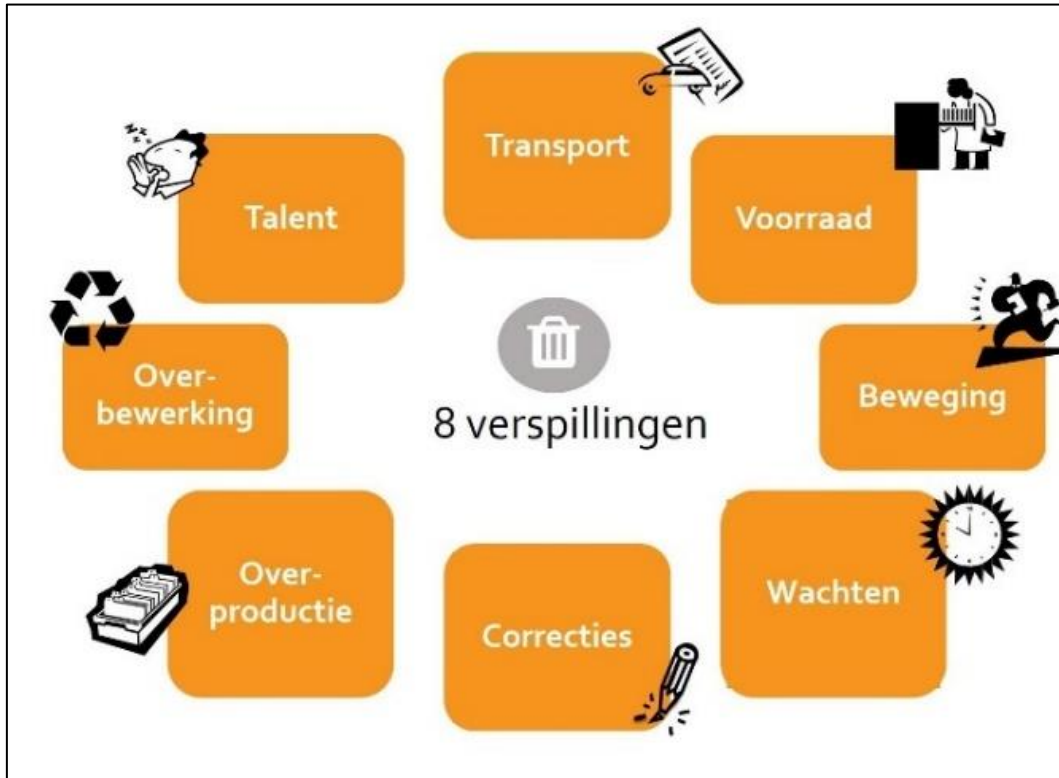 Transport
Talent
Voorraad
Over-
bewerking
8 verspillingen
Beweging
Over-
productie
Correcties
Wachten